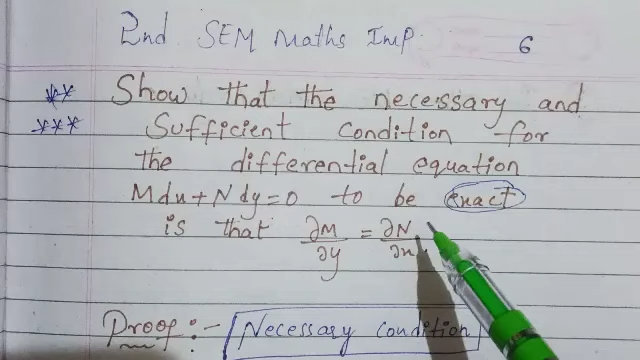 2nd SEM Maths Imp. 6
** Show that the necessary and
*** Sufficient Condition for
the differential equation
Mdx+Ndy=0 to be exact
is that ∂M/∂y = ∂N/∂x
Proof:- Necessary Condition